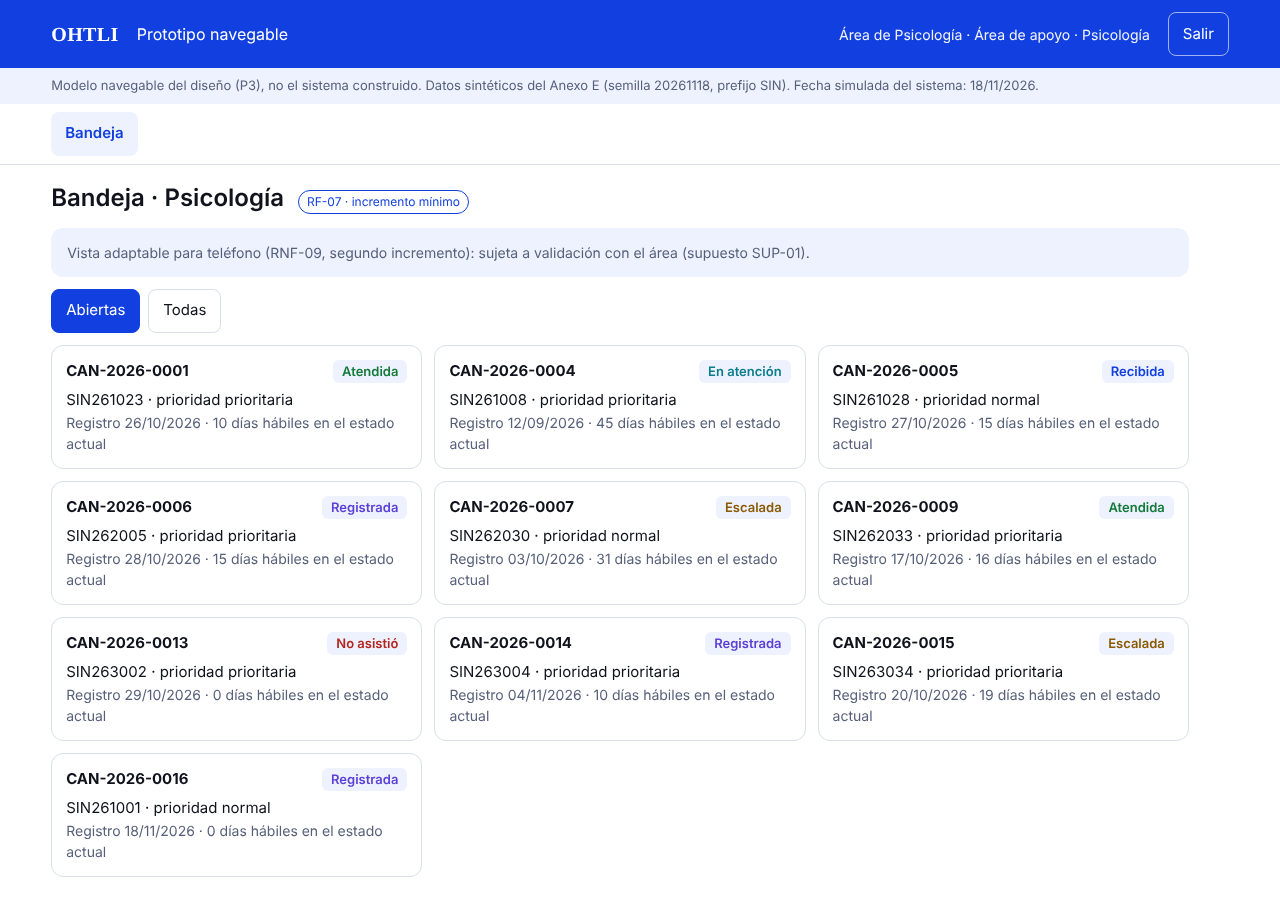 OHTLI Prototipo navegable
Área de Psicología · Área de apoyo · Psicología
Salir
Modelo navegable del diseño (P3), no el sistema construido. Datos sintéticos del Anexo E (semilla 20261118, prefijo SIN). Fecha simulada del sistema: 18/11/2026.
Bandeja
Bandeja · Psicología
RF-07 · incremento mínimo
Vista adaptable para teléfono (RNF-09, segundo incremento): sujeta a validación con el área (supuesto SUP-01).
Abiertas
Todas
CAN-2026-0001
Atendida
SIN261023 · prioridad prioritaria
Registro 26/10/2026 · 10 días hábiles en el estado
actual
CAN-2026-0004
En atención
SIN261008 · prioridad prioritaria
Registro 12/09/2026 · 45 días hábiles en el estado
actual
CAN-2026-0005
Recibida
SIN261028 · prioridad normal
Registro 27/10/2026 · 15 días hábiles en el estado
actual
CAN-2026-0006
Registrada
SIN262005 · prioridad prioritaria
Registro 28/10/2026 · 15 días hábiles en el estado
actual
CAN-2026-0007
Escalada
SIN262030 · prioridad normal
Registro 03/10/2026 · 31 días hábiles en el estado
actual
CAN-2026-0009
Atendida
SIN262033 · prioridad prioritaria
Registro 17/10/2026 · 16 días hábiles en el estado
actual
CAN-2026-0013
No asistió
SIN263002 · prioridad prioritaria
Registro 29/10/2026 · 0 días hábiles en el estado
actual
CAN-2026-0014
Registrada
SIN263004 · prioridad prioritaria
Registro 04/11/2026 · 10 días hábiles en el estado
actual
CAN-2026-0015
Escalada
SIN263034 · prioridad prioritaria
Registro 20/10/2026 · 19 días hábiles en el estado
actual
CAN-2026-0016
Registrada
SIN261001 · prioridad normal
Registro 18/11/2026 · 0 días hábiles en el estado
actual